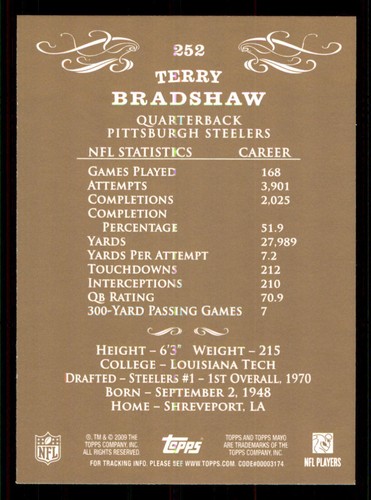 252
TERRY
BRADSHAW
QUARTERBACK
PITTSBURGH STEELERS
NFL STATISTICS CAREER
GAMES PLAYED 168
ATTEMPTS 3,901
COMPLETIONS 2,025
COMPLETION
PERCENTAGE 51.9
YARDS 27,989
YARDS PER ATTEMPT 7.2
TOUCHDOWNS 212
INTERCEPTIONS 210
QB RATING 70.9
300-YARD PASSING GAMES 7
HEIGHT – 6'3" WEIGHT – 215
COLLEGE – LOUISIANA TECH
DRAFTED – STEELERS #1 – 1ST OVERALL, 1970
BORN – SEPTEMBER 2, 1948
HOME – SHREVEPORT, LA
NFL
®, TM & © 2009 THE
TOPPS COMPANY, INC.
ALL RIGHTS RESERVED.
Topps
TOPPS AND TOPPS MAYO
ARE TRADEMARKS OF THE
TOPPS COMPANY, INC.
NFL PLAYERS
FOR TRACKING INFO. PLEASE SEE WWW.TOPPS.COM. CODE#00003174